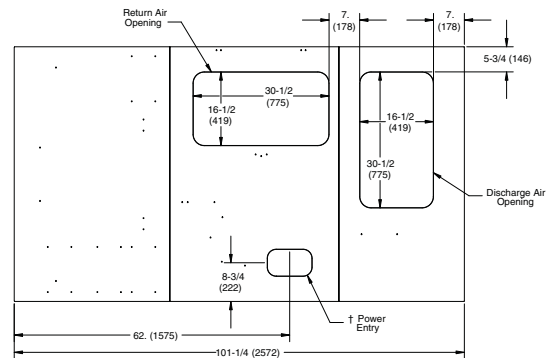 Return Air
Opening
7.
(178)
7.
(178)
5-3/4 (146)
30-1/2
(775)
16-1/2
(419)
16-1/2
(419)
30-1/2
(775)
Discharge Air
Opening
8-3/4
(222)
† Power
Entry
62. (1575)
101-1/4 (2572)